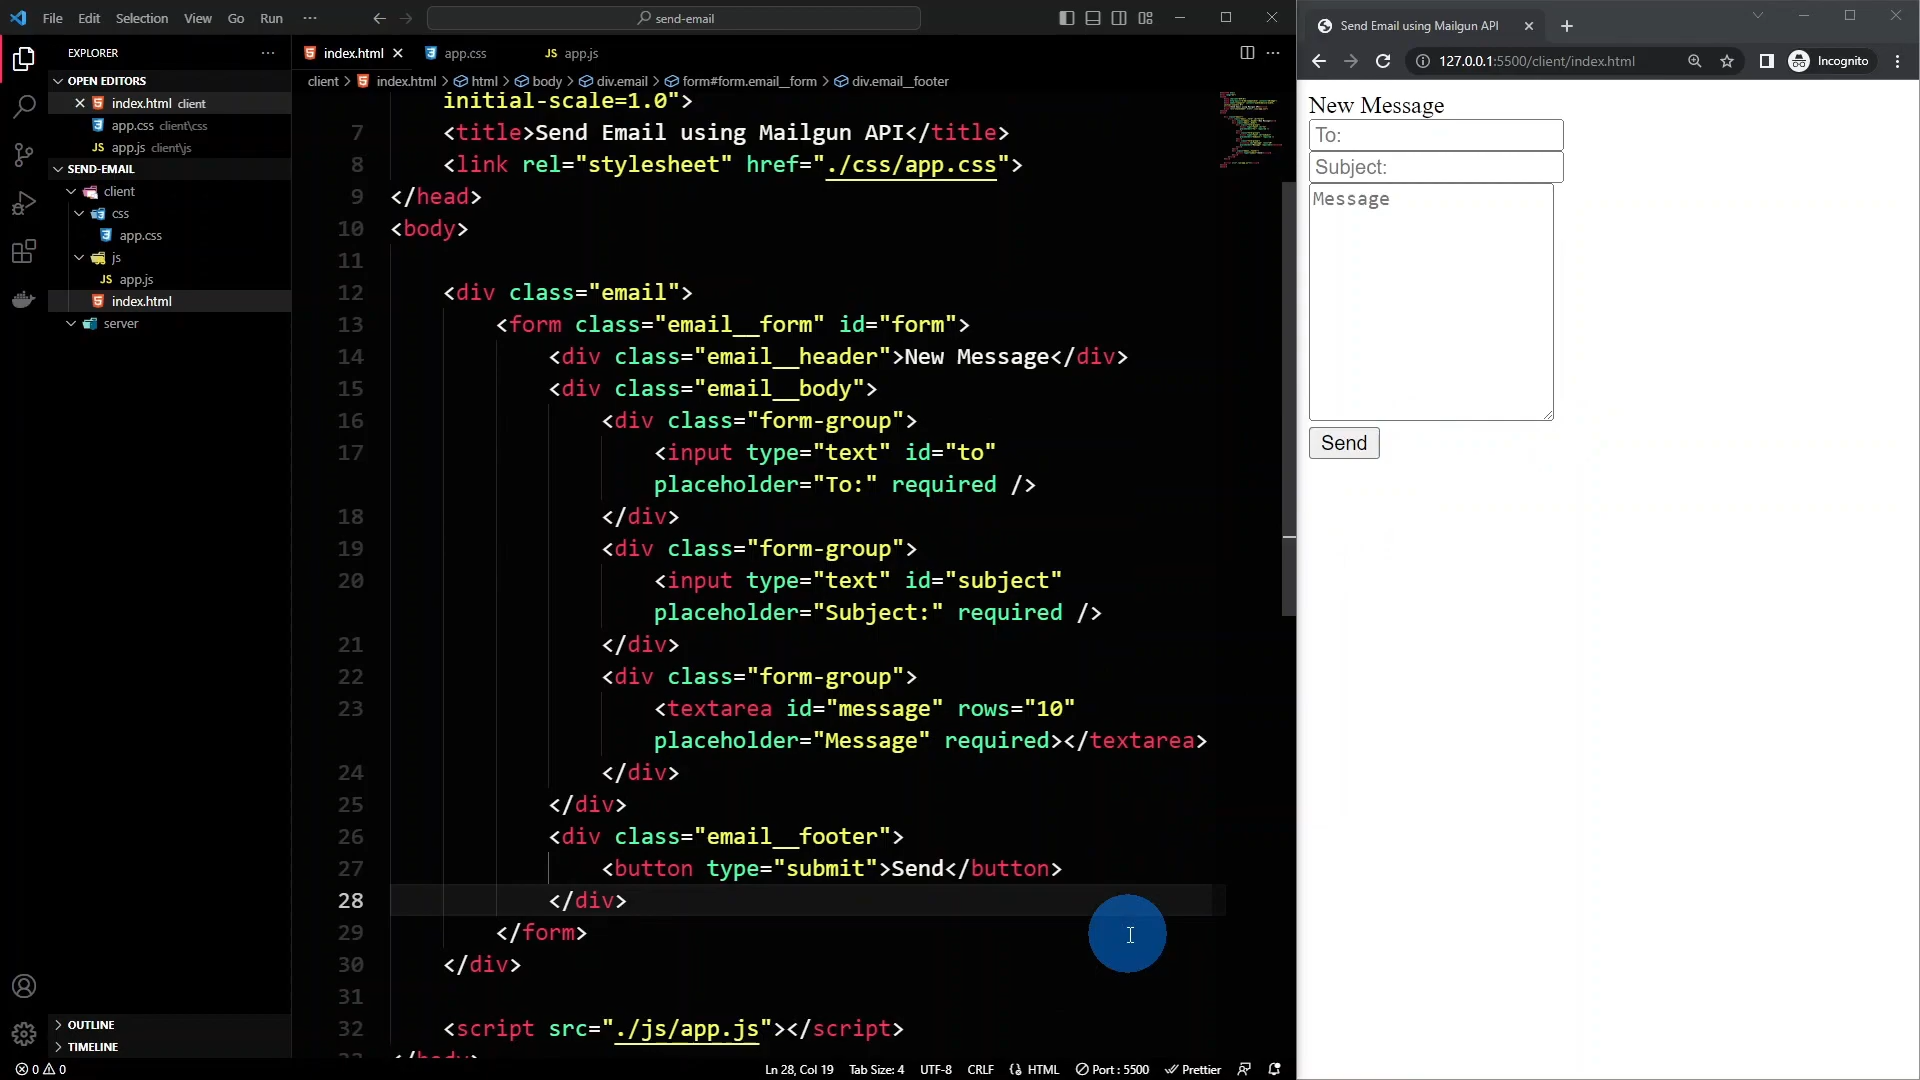 File Edit Selection View Go Run ···
send-email
EXPLORER
OPEN EDITORS
index.html client
app.css client\css
app.js client\js
SEND-EMAIL
client
css
app.css
js
JS app.js
index.html
server
OUTLINE
TIMELINE
index.html
app.css
JS app.js
client > index.html > html > body > div.email > form#form.email__form > div.email__footer
initial-scale=1.0">
7 <title>Send Email using Mailgun API</title>
8 <link rel="stylesheet" href="./css/app.css">
9 </head>
10 <body>
11
12 <div class="email">
13 <form class="email__form" id="form">
14 <div class="email__header">New Message</div>
15 <div class="email__body">
16 <div class="form-group">
17 <input type="text" id="to"
placeholder="To:" required />
18 </div>
19 <div class="form-group">
20 <input type="text" id="subject"
placeholder="Subject:" required />
21 </div>
22 <div class="form-group">
23 <textarea id="message" rows="10"
placeholder="Message" required></textarea>
24 </div>
25 </div>
26 <div class="email__footer">
27 <button type="submit">Send</button>
28 </div>
29 </form>
30 </div>
31
32 <script src="./js/app.js"></script>
0 0
Ln 28, Col 19 Tab Size: 4 UTF-8 CRLF HTML Port : 5500 Prettier
Send Email using Mailgun API
127.0.0.1:5500/client/index.html
Incognito
New Message
To:
Subject:
Message
Send